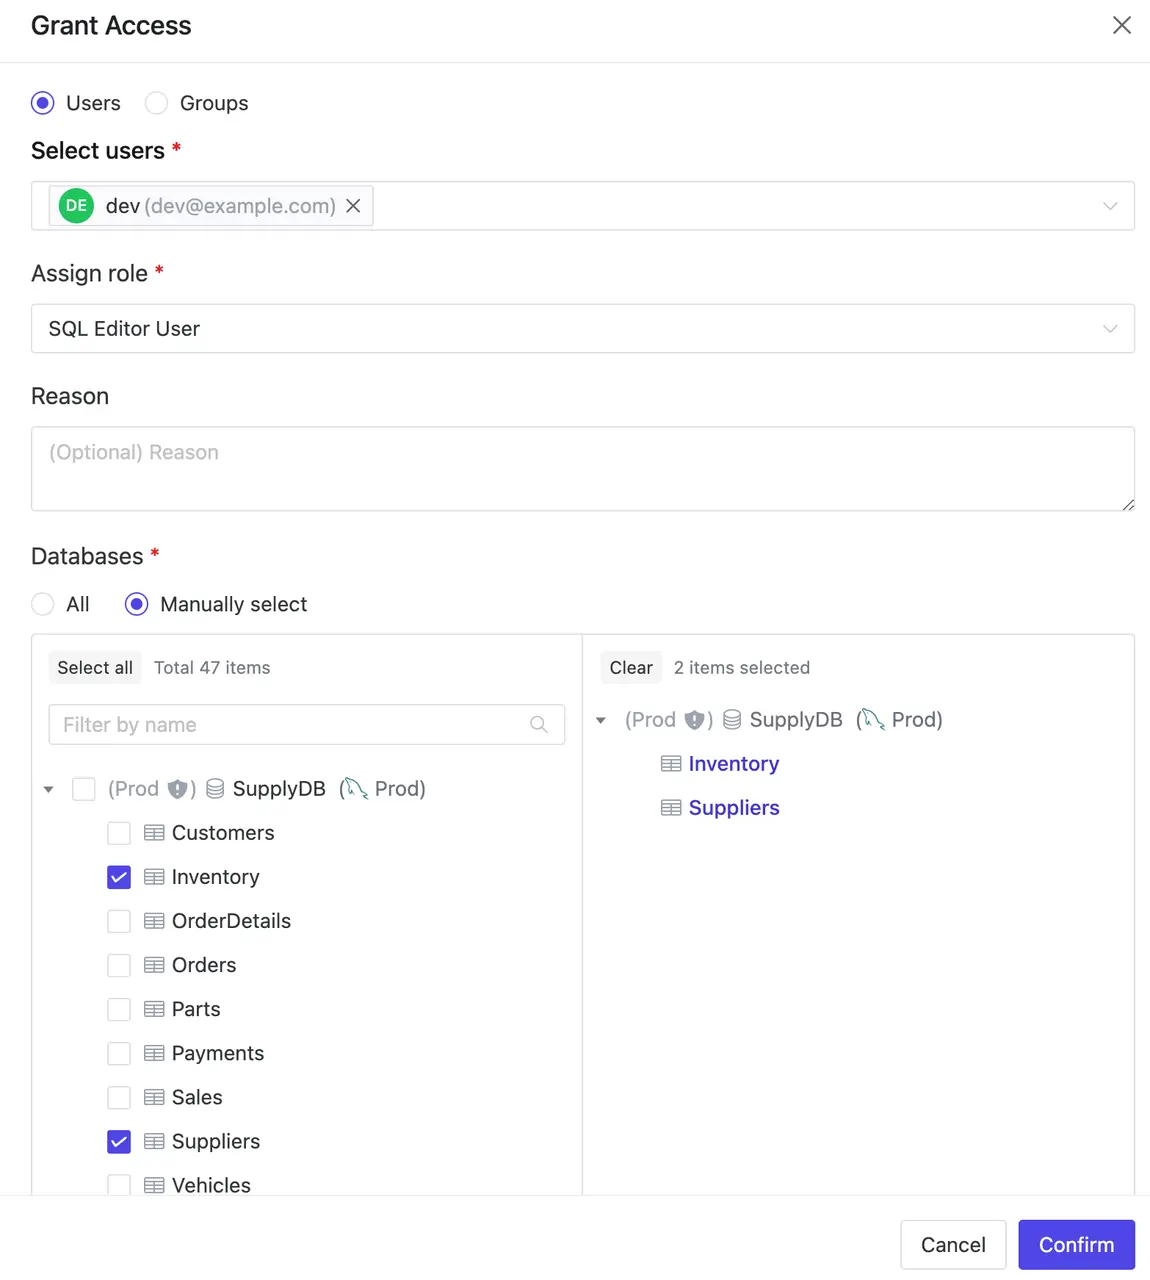 Grant Access
Users Groups
Select users *
DE dev (dev@example.com)
Assign role *
SQL Editor User
Reason
(Optional) Reason
Databases *
All Manually select
Select all Total 47 items
Filter by name
(Prod ) SupplyDB ( Prod)
Customers
Inventory
OrderDetails
Orders
Parts
Payments
Sales
Suppliers
Vehicles
Clear 2 items selected
(Prod ) SupplyDB ( Prod)
Inventory
Suppliers
Cancel Confirm